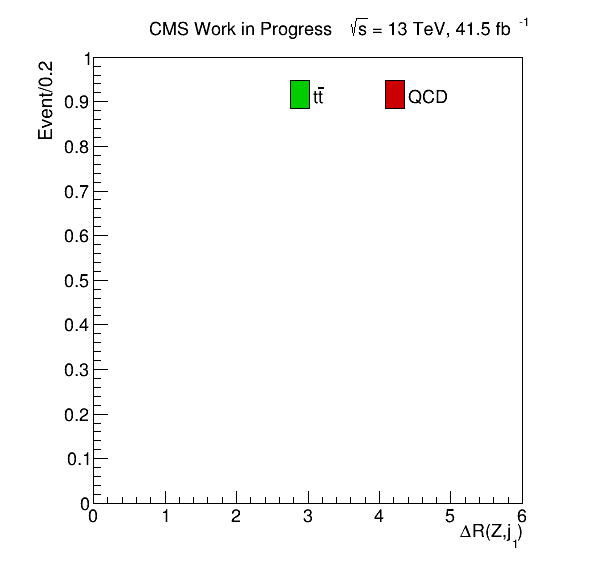 CMS Work in Progress √s = 13 TeV, 41.5 fb⁻¹
Event/0.2
1
0.9
0.8
0.7
0.6
0.5
0.4
0.3
0.2
0.1
0
tt̄
QCD
0 1 2 3 4 5 6
ΔR(Z,j₁)